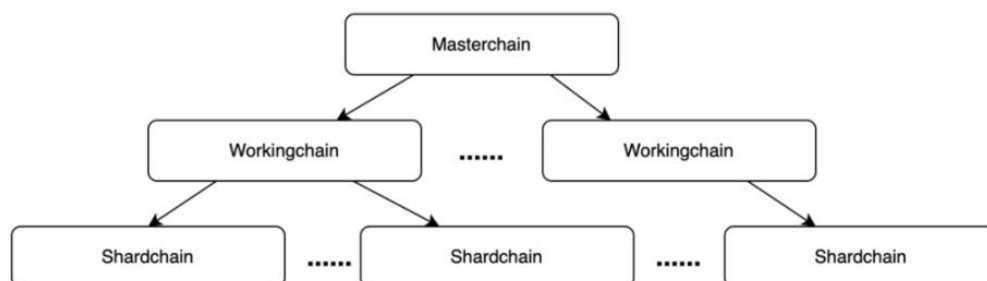 Masterchain
Workingchain ...... Workingchain
Shardchain ...... Shardchain ...... Shardchain